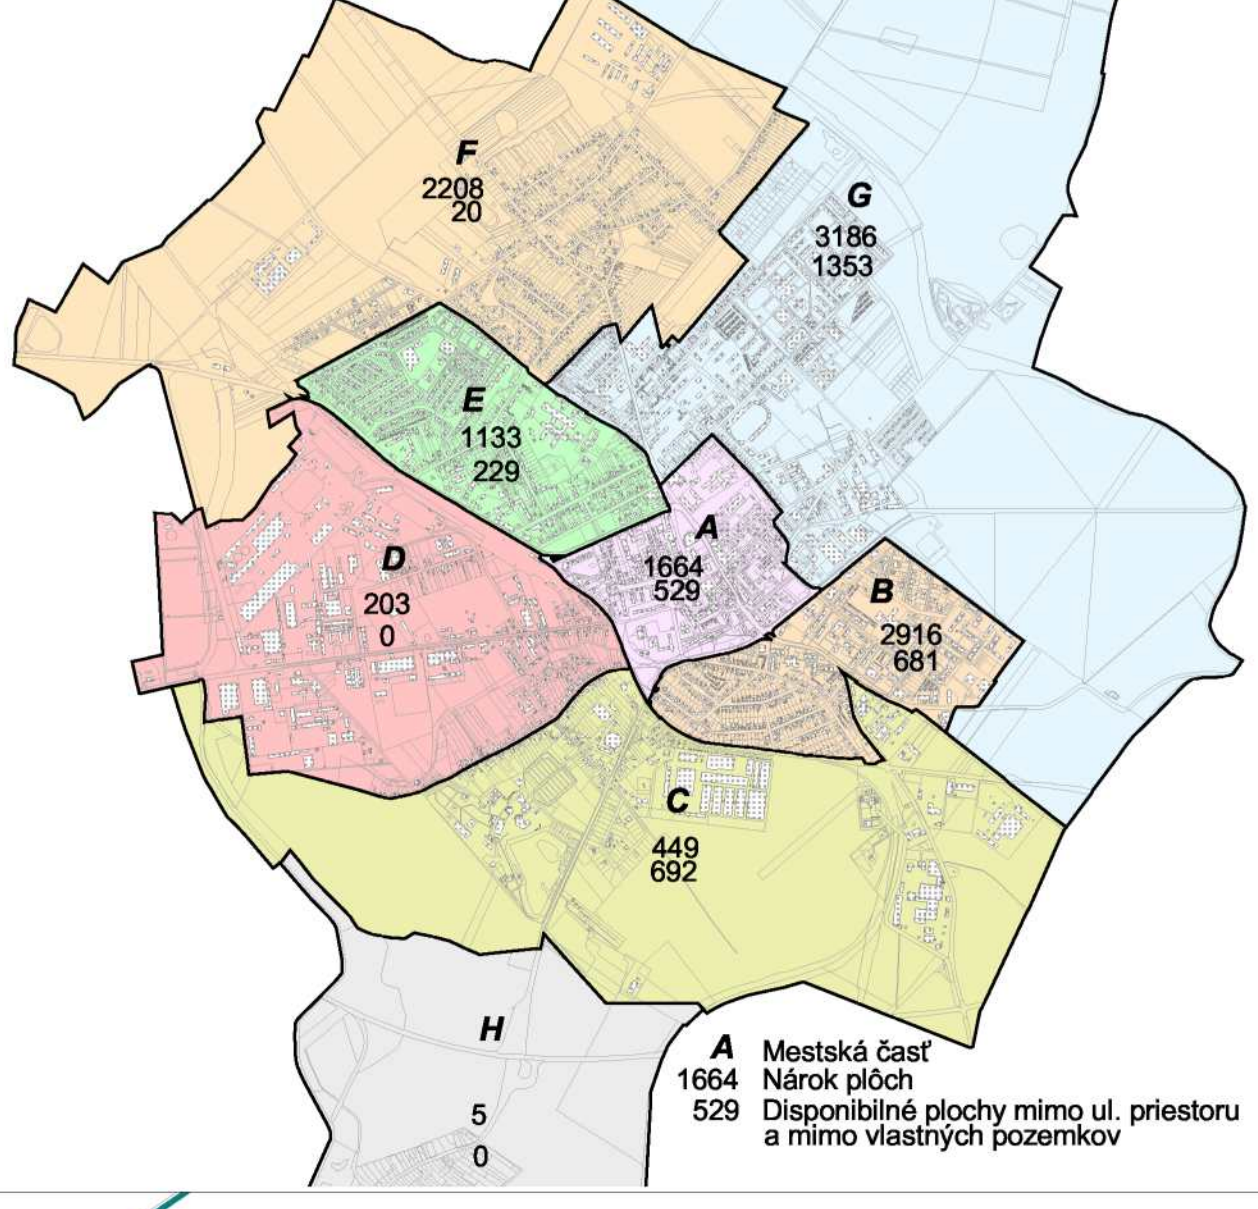 F
2208
20
G
3186
1353
E
1133
229
A
1664
529
D
203
0
B
2916
681
C
449
692
H
5
0
A Mestská časť
1664 Nárok plôch
529 Disponibilné plochy mimo ul. priestoru
a mimo vlastných pozemkov